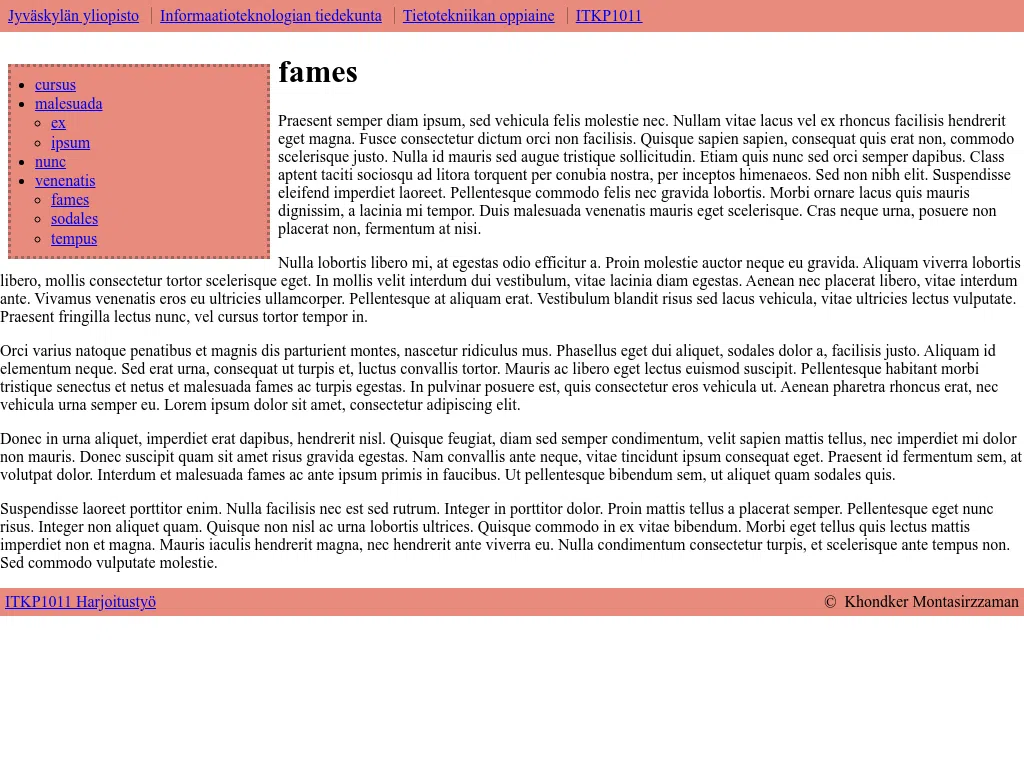 Jyväskylän yliopisto Informaatioteknologian tiedekunta Tietotekniikan oppiaine ITKP1011
cursus
malesuada
ex
ipsum
nunc
venenatis
fames
sodales
tempus
fames
Praesent semper diam ipsum, sed vehicula felis molestie nec. Nullam vitae lacus vel ex rhoncus facilisis hendrerit
eget magna. Fusce consectetur dictum orci non facilisis. Quisque sapien sapien, consequat quis erat non, commodo
scelerisque justo. Nulla id mauris sed augue tristique sollicitudin. Etiam quis nunc sed orci semper dapibus. Class
aptent taciti sociosqu ad litora torquent per conubia nostra, per inceptos himenaeos. Sed non nibh elit. Suspendisse
eleifend imperdiet laoreet. Pellentesque commodo felis nec gravida lobortis. Morbi ornare lacus quis mauris
dignissim, a lacinia mi tempor. Duis malesuada venenatis mauris eget scelerisque. Cras neque urna, posuere non
placerat non, fermentum at nisi.
Nulla lobortis libero mi, at egestas odio efficitur a. Proin molestie auctor neque eu gravida. Aliquam viverra lobortis
libero, mollis consectetur tortor scelerisque eget. In mollis velit interdum dui vestibulum, vitae lacinia diam egestas. Aenean nec placerat libero, vitae interdum
ante. Vivamus venenatis eros eu ultricies ullamcorper. Pellentesque at aliquam erat. Vestibulum blandit risus sed lacus vehicula, vitae ultricies lectus vulputate.
Praesent fringilla lectus nunc, vel cursus tortor tempor in.
Orci varius natoque penatibus et magnis dis parturient montes, nascetur ridiculus mus. Phasellus eget dui aliquet, sodales dolor a, facilisis justo. Aliquam id
elementum neque. Sed erat urna, consequat ut turpis et, luctus convallis tortor. Mauris ac libero eget lectus euismod suscipit. Pellentesque habitant morbi
tristique senectus et netus et malesuada fames ac turpis egestas. In pulvinar posuere est, quis consectetur eros vehicula ut. Aenean pharetra rhoncus erat, nec
vehicula urna semper eu. Lorem ipsum dolor sit amet, consectetur adipiscing elit.
Donec in urna aliquet, imperdiet erat dapibus, hendrerit nisl. Quisque feugiat, diam sed semper condimentum, velit sapien mattis tellus, nec imperdiet mi dolor
non mauris. Donec suscipit quam sit amet risus gravida egestas. Nam convallis ante neque, vitae tincidunt ipsum consequat eget. Praesent id fermentum sem, at
volutpat dolor. Interdum et malesuada fames ac ante ipsum primis in faucibus. Ut pellentesque bibendum sem, ut aliquet quam sodales quis.
Suspendisse laoreet porttitor enim. Nulla facilisis nec est sed rutrum. Integer in porttitor dolor. Proin mattis tellus a placerat semper. Pellentesque eget nunc
risus. Integer non aliquet quam. Quisque non nisl ac urna lobortis ultrices. Quisque commodo in ex vitae bibendum. Morbi eget tellus quis lectus mattis
imperdiet non et magna. Mauris iaculis hendrerit magna, nec hendrerit ante viverra eu. Nulla condimentum consectetur turpis, et scelerisque ante tempus non.
Sed commodo vulputate molestie.
ITKP1011 Harjoitustyö © Khondker Montasirzzaman